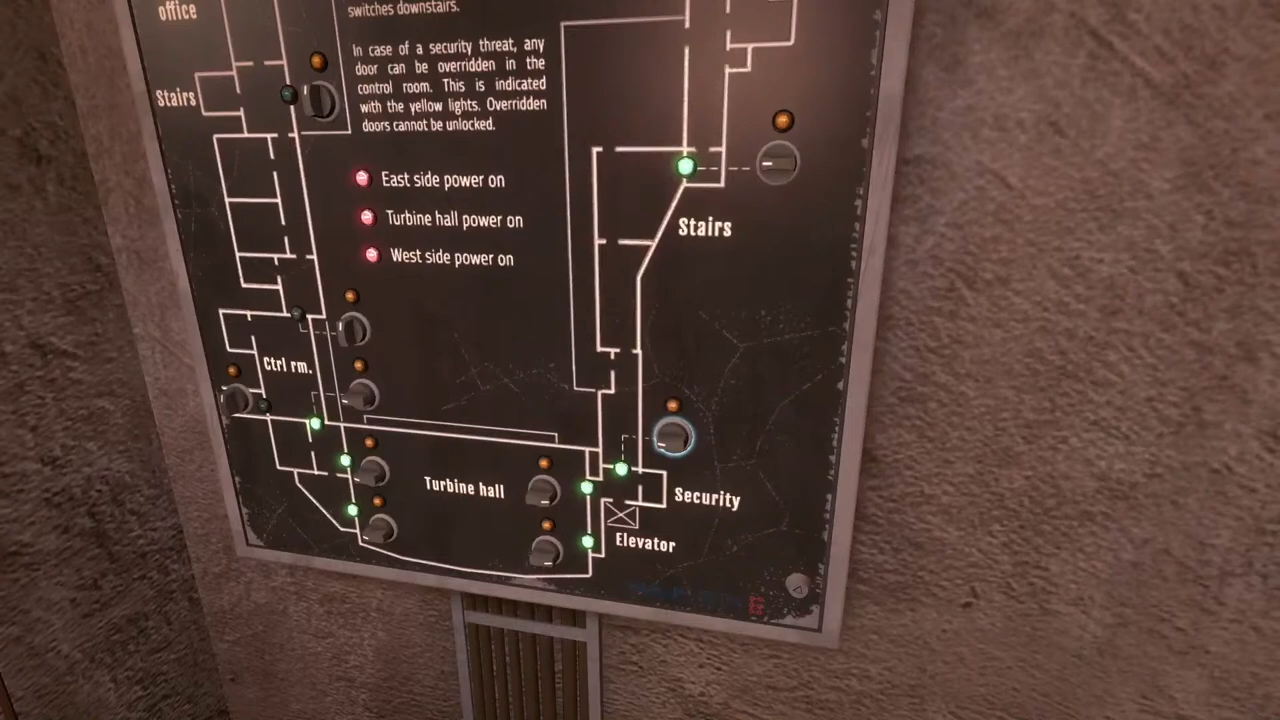 office
switches downstairs.
In case of a security threat, any
door can be overridden in the
control room. This is indicated
with the yellow lights. Overridden
doors cannot be unlocked.
Stairs
East side power on
Turbine hall power on
West side power on
Stairs
Ctrl rm.
Turbine hall
Security
Elevator